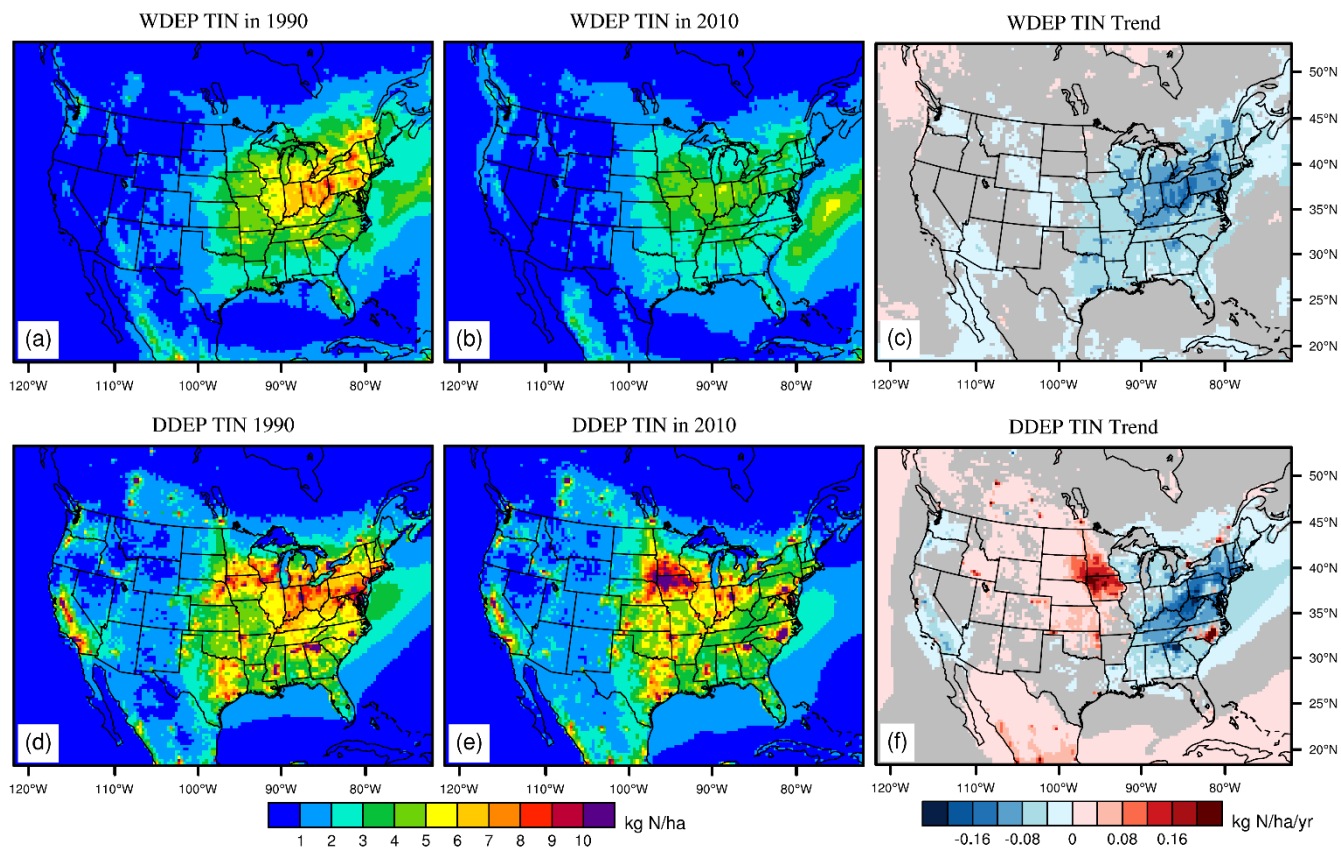 WDEP TIN in 1990
WDEP TIN in 2010
WDEP TIN Trend
50°N
45°N
40°N
35°N
30°N
25°N
20°N
(a)
(b)
(c)
120°W 110°W 100°W 90°W 80°W
120°W 110°W 100°W 90°W 80°W
120°W 110°W 100°W 90°W 80°W
DDEP TIN 1990
DDEP TIN in 2010
DDEP TIN Trend
50°N
45°N
40°N
35°N
30°N
25°N
20°N
(d)
(e)
(f)
120°W 110°W 100°W 90°W 80°W
120°W 110°W 100°W 90°W 80°W
120°W 110°W 100°W 90°W 80°W
1 2 3 4 5 6 7 8 9 10
kg N/ha
-0.16 -0.08 0 0.08 0.16
kg N/ha/yr